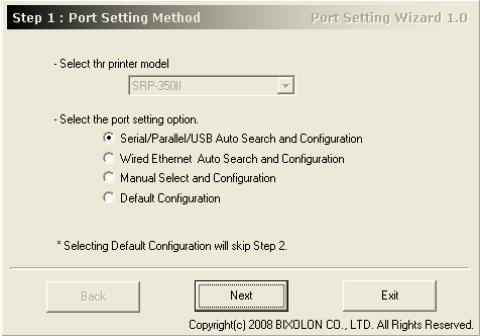 Step 1 : Port Setting Method Port Setting Wizard 1.0
- Select thr printer model
SRP-350II
- Select the port setting option.
Serial/Parallel/USB Auto Search and Configuration
Wired Ethernet Auto Search and Configuration
Manual Select and Configuration
Default Configuration
* Selecting Default Configuration will skip Step 2.
Back Next Exit
Copyright(c) 2008 BIXOLON CO., LTD. All Rights Reserved.